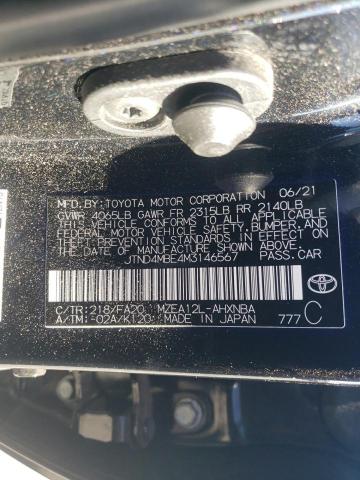 MFD. BY: TOYOTA MOTOR CORPORATION 06/21
GVWR 4065LB GAWR FR 2315LB RR 2140LB
THIS VEHICLE CONFORMS TO ALL APPLICABLE
FEDERAL MOTOR VEHICLE SAFETY, BUMPER, AND
THEFT PREVENTION STANDARDS IN EFFECT ON
THE DATE OF MANUFACTURE SHOWN ABOVE.
JTND4MBE4M3146567 PASS.CAR
C/TR: 218/FA20 MZEA12L-AHXNBA
A/TM: -02A/K120 MADE IN JAPAN 777 C